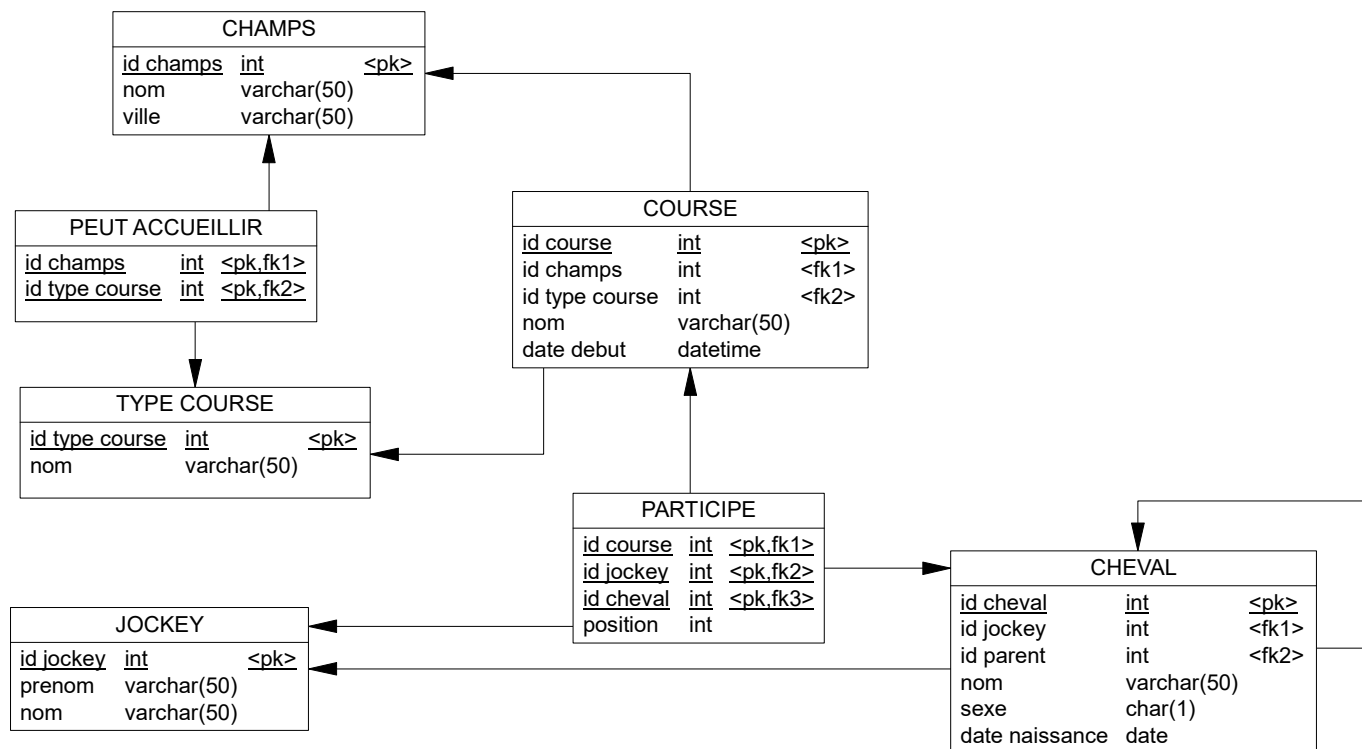 CHAMPS
id champs int <pk>
nom varchar(50)
ville varchar(50)
PEUT ACCUEILLIR
id champs int <pk,fk1>
id type course int <pk,fk2>
COURSE
id course int <pk>
id champs int <fk1>
id type course int <fk2>
nom varchar(50)
date debut datetime
TYPE COURSE
id type course int <pk>
nom varchar(50)
PARTICIPE
id course int <pk,fk1>
id jockey int <pk,fk2>
id cheval int <pk,fk3>
position int
CHEVAL
id cheval int <pk>
id jockey int <fk1>
id parent int <fk2>
nom varchar(50)
sexe char(1)
date naissance date
JOCKEY
id jockey int <pk>
prenom varchar(50)
nom varchar(50)